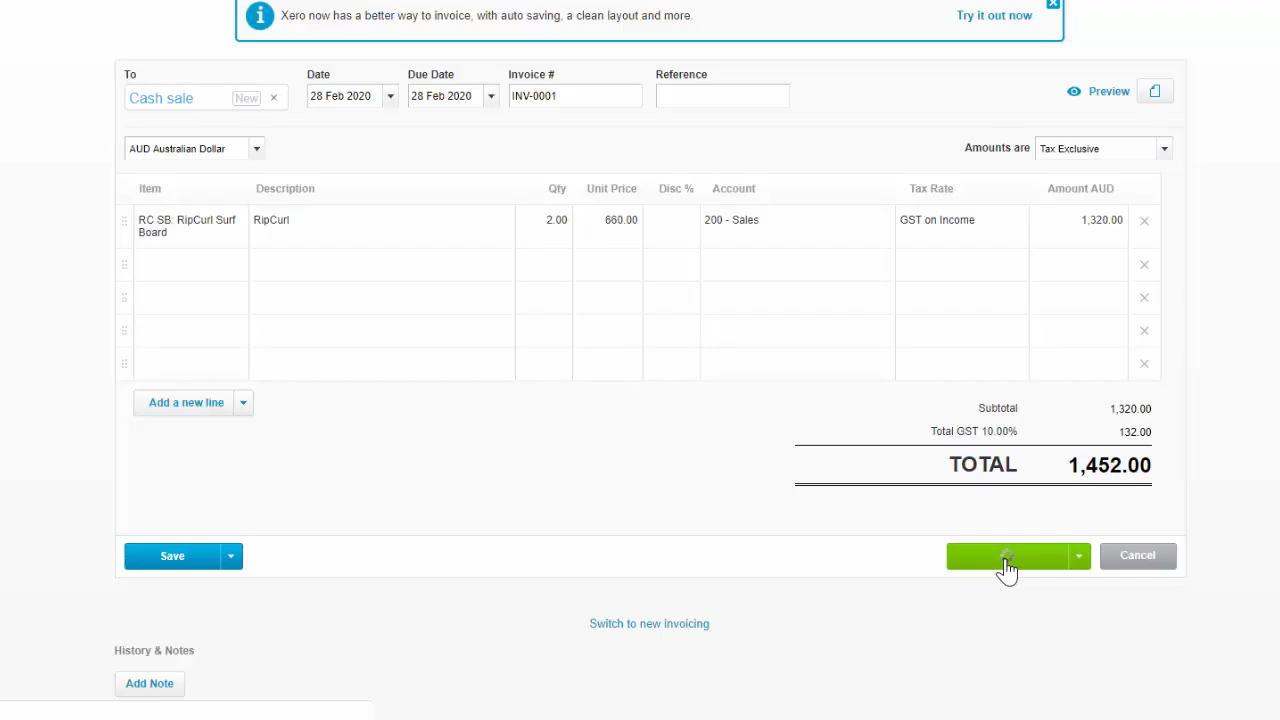 Xero now has a better way to invoice, with auto saving, a clean layout and more. Try it out now
To Date Due Date Invoice # Reference
Cash sale New 28 Feb 2020 28 Feb 2020 INV-0001 Preview
AUD Australian Dollar Amounts are Tax Exclusive
Item Description Qty Unit Price Disc % Account Tax Rate Amount AUD
RC SB: RipCurl Surf RipCurl 2.00 660.00 200 - Sales GST on Income 1,320.00
Board
Add a new line
Subtotal 1,320.00
Total GST 10.00% 132.00
TOTAL 1,452.00
Save Cancel
Switch to new invoicing
History & Notes
Add Note